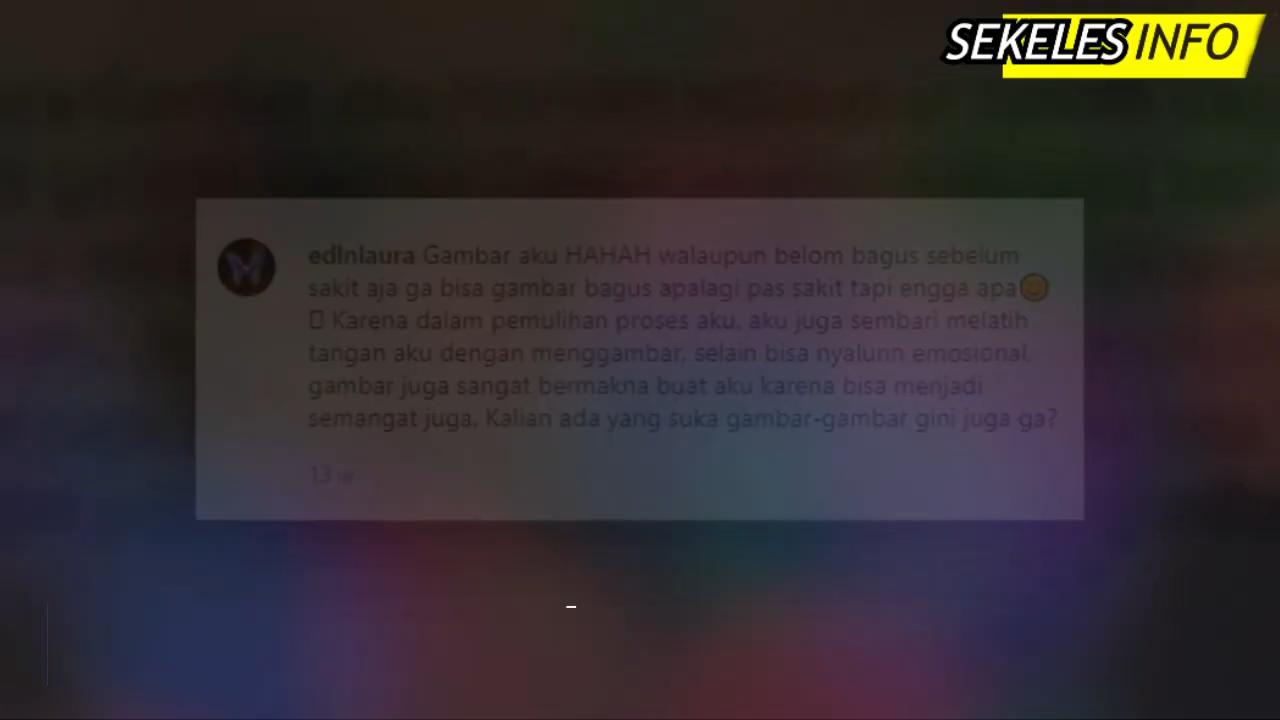 SEKELES INFO
edlnlaura Gambar aku HAHAH walaupun belom bagus sebelum
sakit aja ga bisa gambar bagus apalagi pas sakit tapi engga apa😊
Karena dalam pemulihan proses aku, aku juga sembari melatih
tangan aku dengan menggambar, selain bisa nyalurin emosional,
gambar juga sangat bermakna buat aku karena bisa menjadi
semangat juga. Kalian ada yang suka gambar-gambar gini juga ga?
13 w